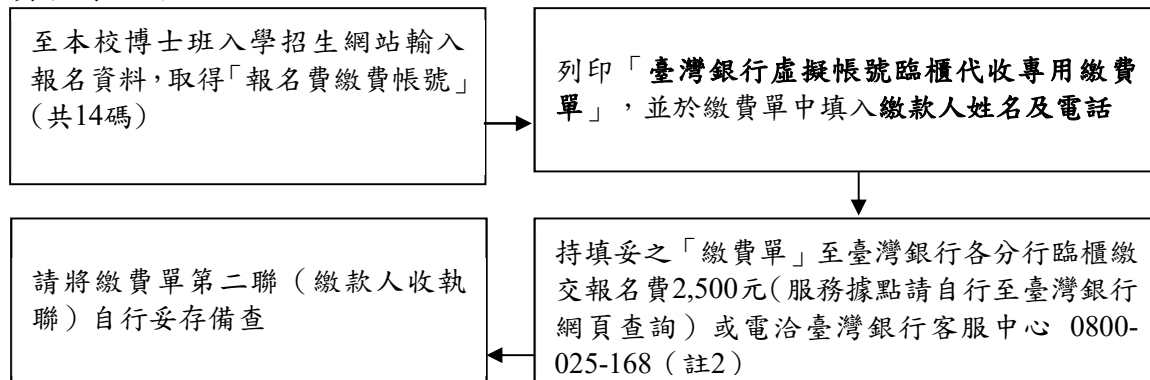 至本校博士班入學招生網站輸入
報名資料，取得「報名費繳費帳號」
（共14碼）
列印「臺灣銀行虛擬帳號臨櫃代收專用繳費
單」，並於繳費單中填入繳款人姓名及電話
持填妥之「繳費單」至臺灣銀行各分行臨櫃繳
交報名費2,500元（服務據點請自行至臺灣銀行
網頁查詢）或電洽臺灣銀行客服中心 0800-
025-168（註2）
請將繳費單第二聯（繳款人收執
聯）自行妥存備查